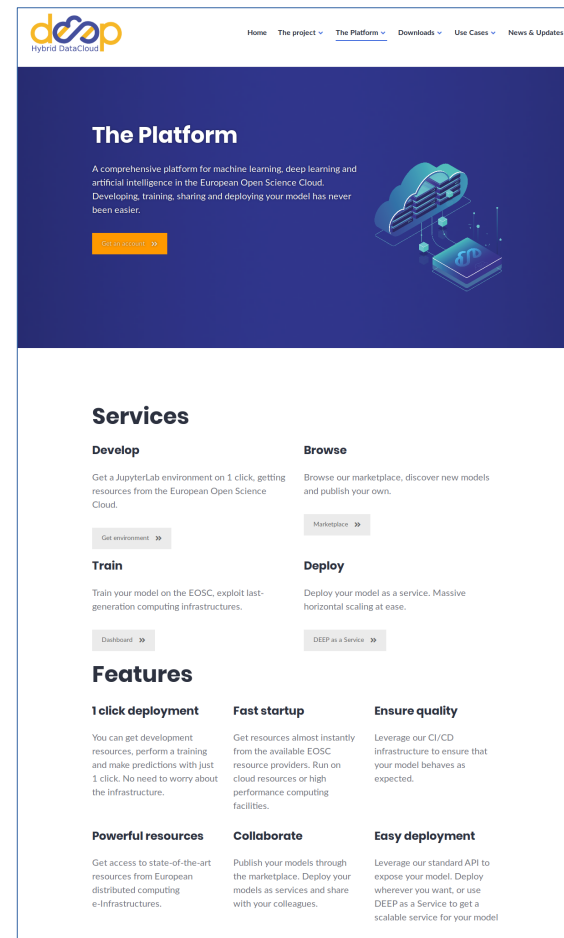 deep
Hybrid DataCloud
Home The project The Platform Downloads Use Cases News & Updates
The Platform
A comprehensive platform for machine learning, deep learning and
artificial intelligence in the European Open Science Cloud.
Developing, training, sharing and deploying your model has never
been easier.
Get an account »
Services
Develop
Get a JupyterLab environment on 1 click, getting
resources from the European Open Science
Cloud.
Get environment »
Browse
Browse our marketplace, discover new models
and publish your own.
Marketplace »
Train
Train your model on the EOSC, exploit last-
generation computing infrastructures.
Dashboard »
Deploy
Deploy your model as a service. Massive
horizontal scaling at ease.
DEEP as a Service »
Features
1 click deployment
You can get development
resources, perform a training
and make predictions with just
1 click. No need to worry about
the infrastructure.
Fast startup
Get resources almost instantly
from the available EOSC
resource providers. Run on
cloud resources or high
performance computing
facilities.
Ensure quality
Leverage our CI/CD
infrastructure to ensure that
your model behaves as
expected.
Powerful resources
Get access to state-of-the-art
resources from European
distributed computing
e-Infrastructures.
Collaborate
Publish your models through
the marketplace. Deploy your
models as services and share
with your colleagues.
Easy deployment
Leverage our standard API to
expose your model. Deploy
wherever you want, or use
DEEP as a Service to get a
scalable service for your model